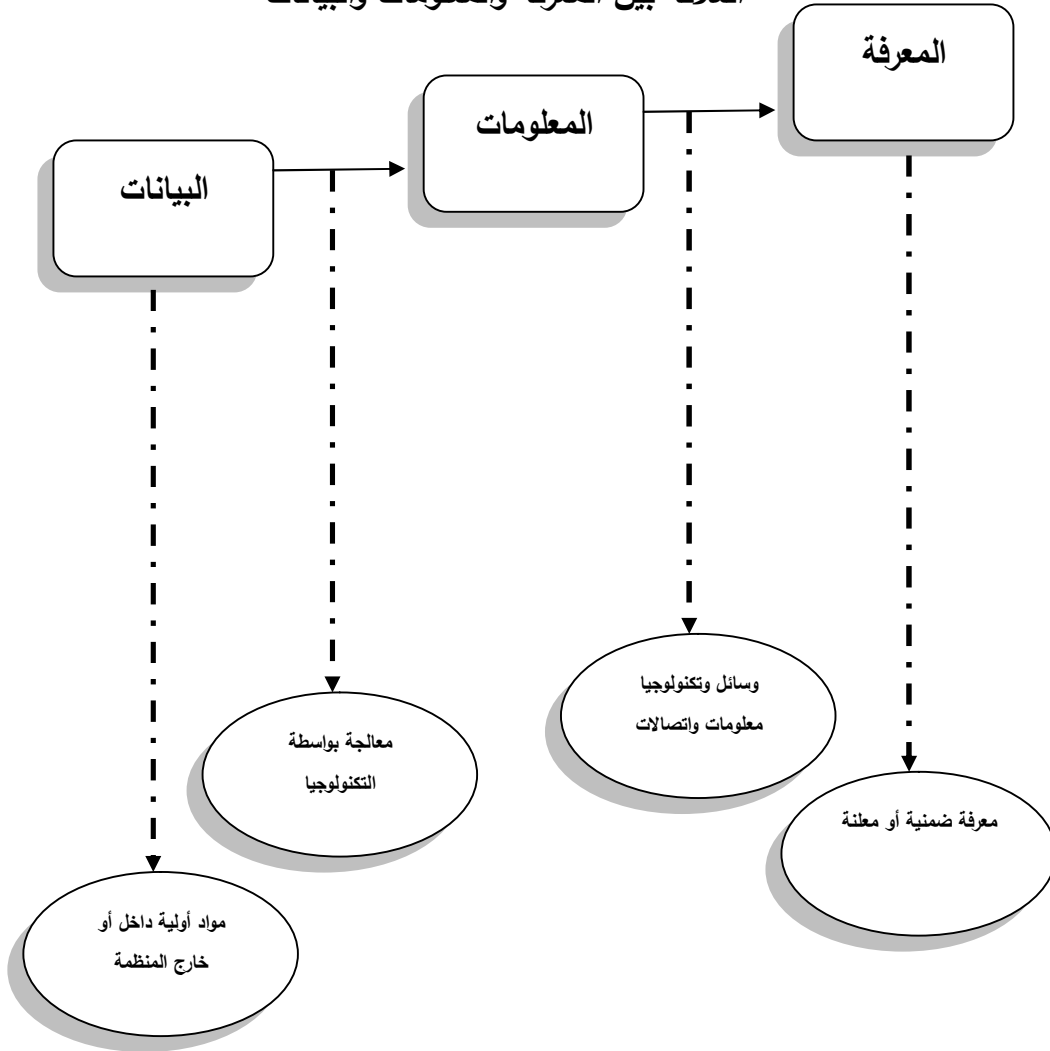 المعرفة
المعلومات
البيانات
وسائل وتكنولوجيا
معلومات واتصالات
معالجة بواسطة
التكنولوجيا
معرفة ضمنية أو معلنة
مواد أولية داخل أو
خارج المنظمة